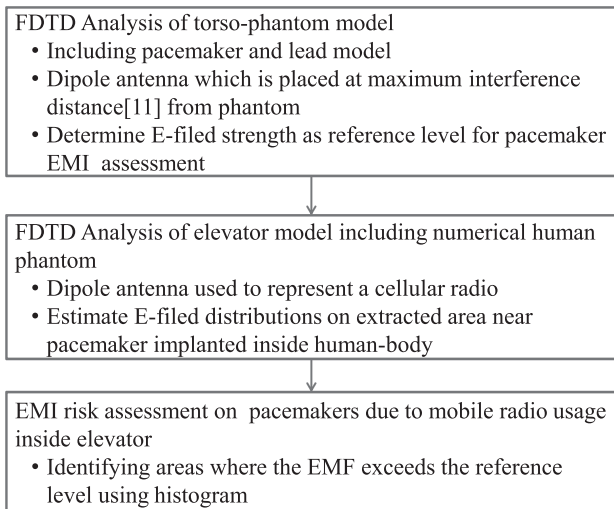 FDTD Analysis of torso-phantom model
• Including pacemaker and lead model
• Dipole antenna which is placed at maximum interference
distance[11] from phantom
• Determine E-filed strength as reference level for pacemaker
EMI assessment
FDTD Analysis of elevator model including numerical human
phantom
• Dipole antenna used to represent a cellular radio
• Estimate E-filed distributions on extracted area near
pacemaker implanted inside human-body
EMI risk assessment on pacemakers due to mobile radio usage
inside elevator
• Identifying areas where the EMF exceeds the reference
level using histogram